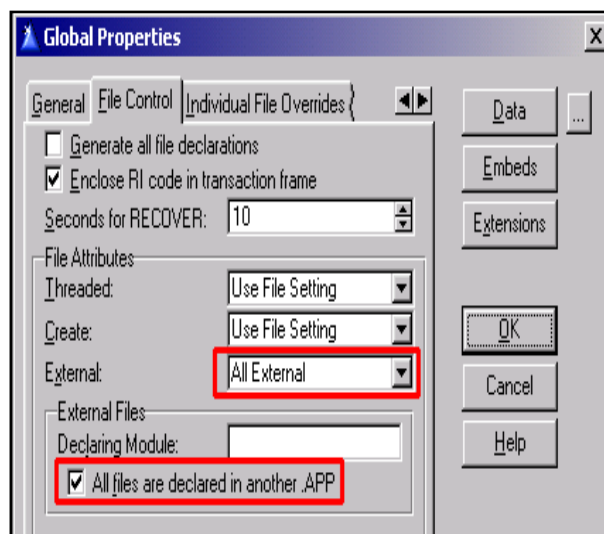 Global Properties
General File Control Individual File Overrides
Generate all file declarations
Enclose RI code in transaction frame
Seconds for RECOVER: 10
File Attributes
Threaded: Use File Setting
Create: Use File Setting
External: All External
External Files
Declaring Module:
All files are declared in another .APP
Data ...
Embeds
Extensions
OK
Cancel
Help